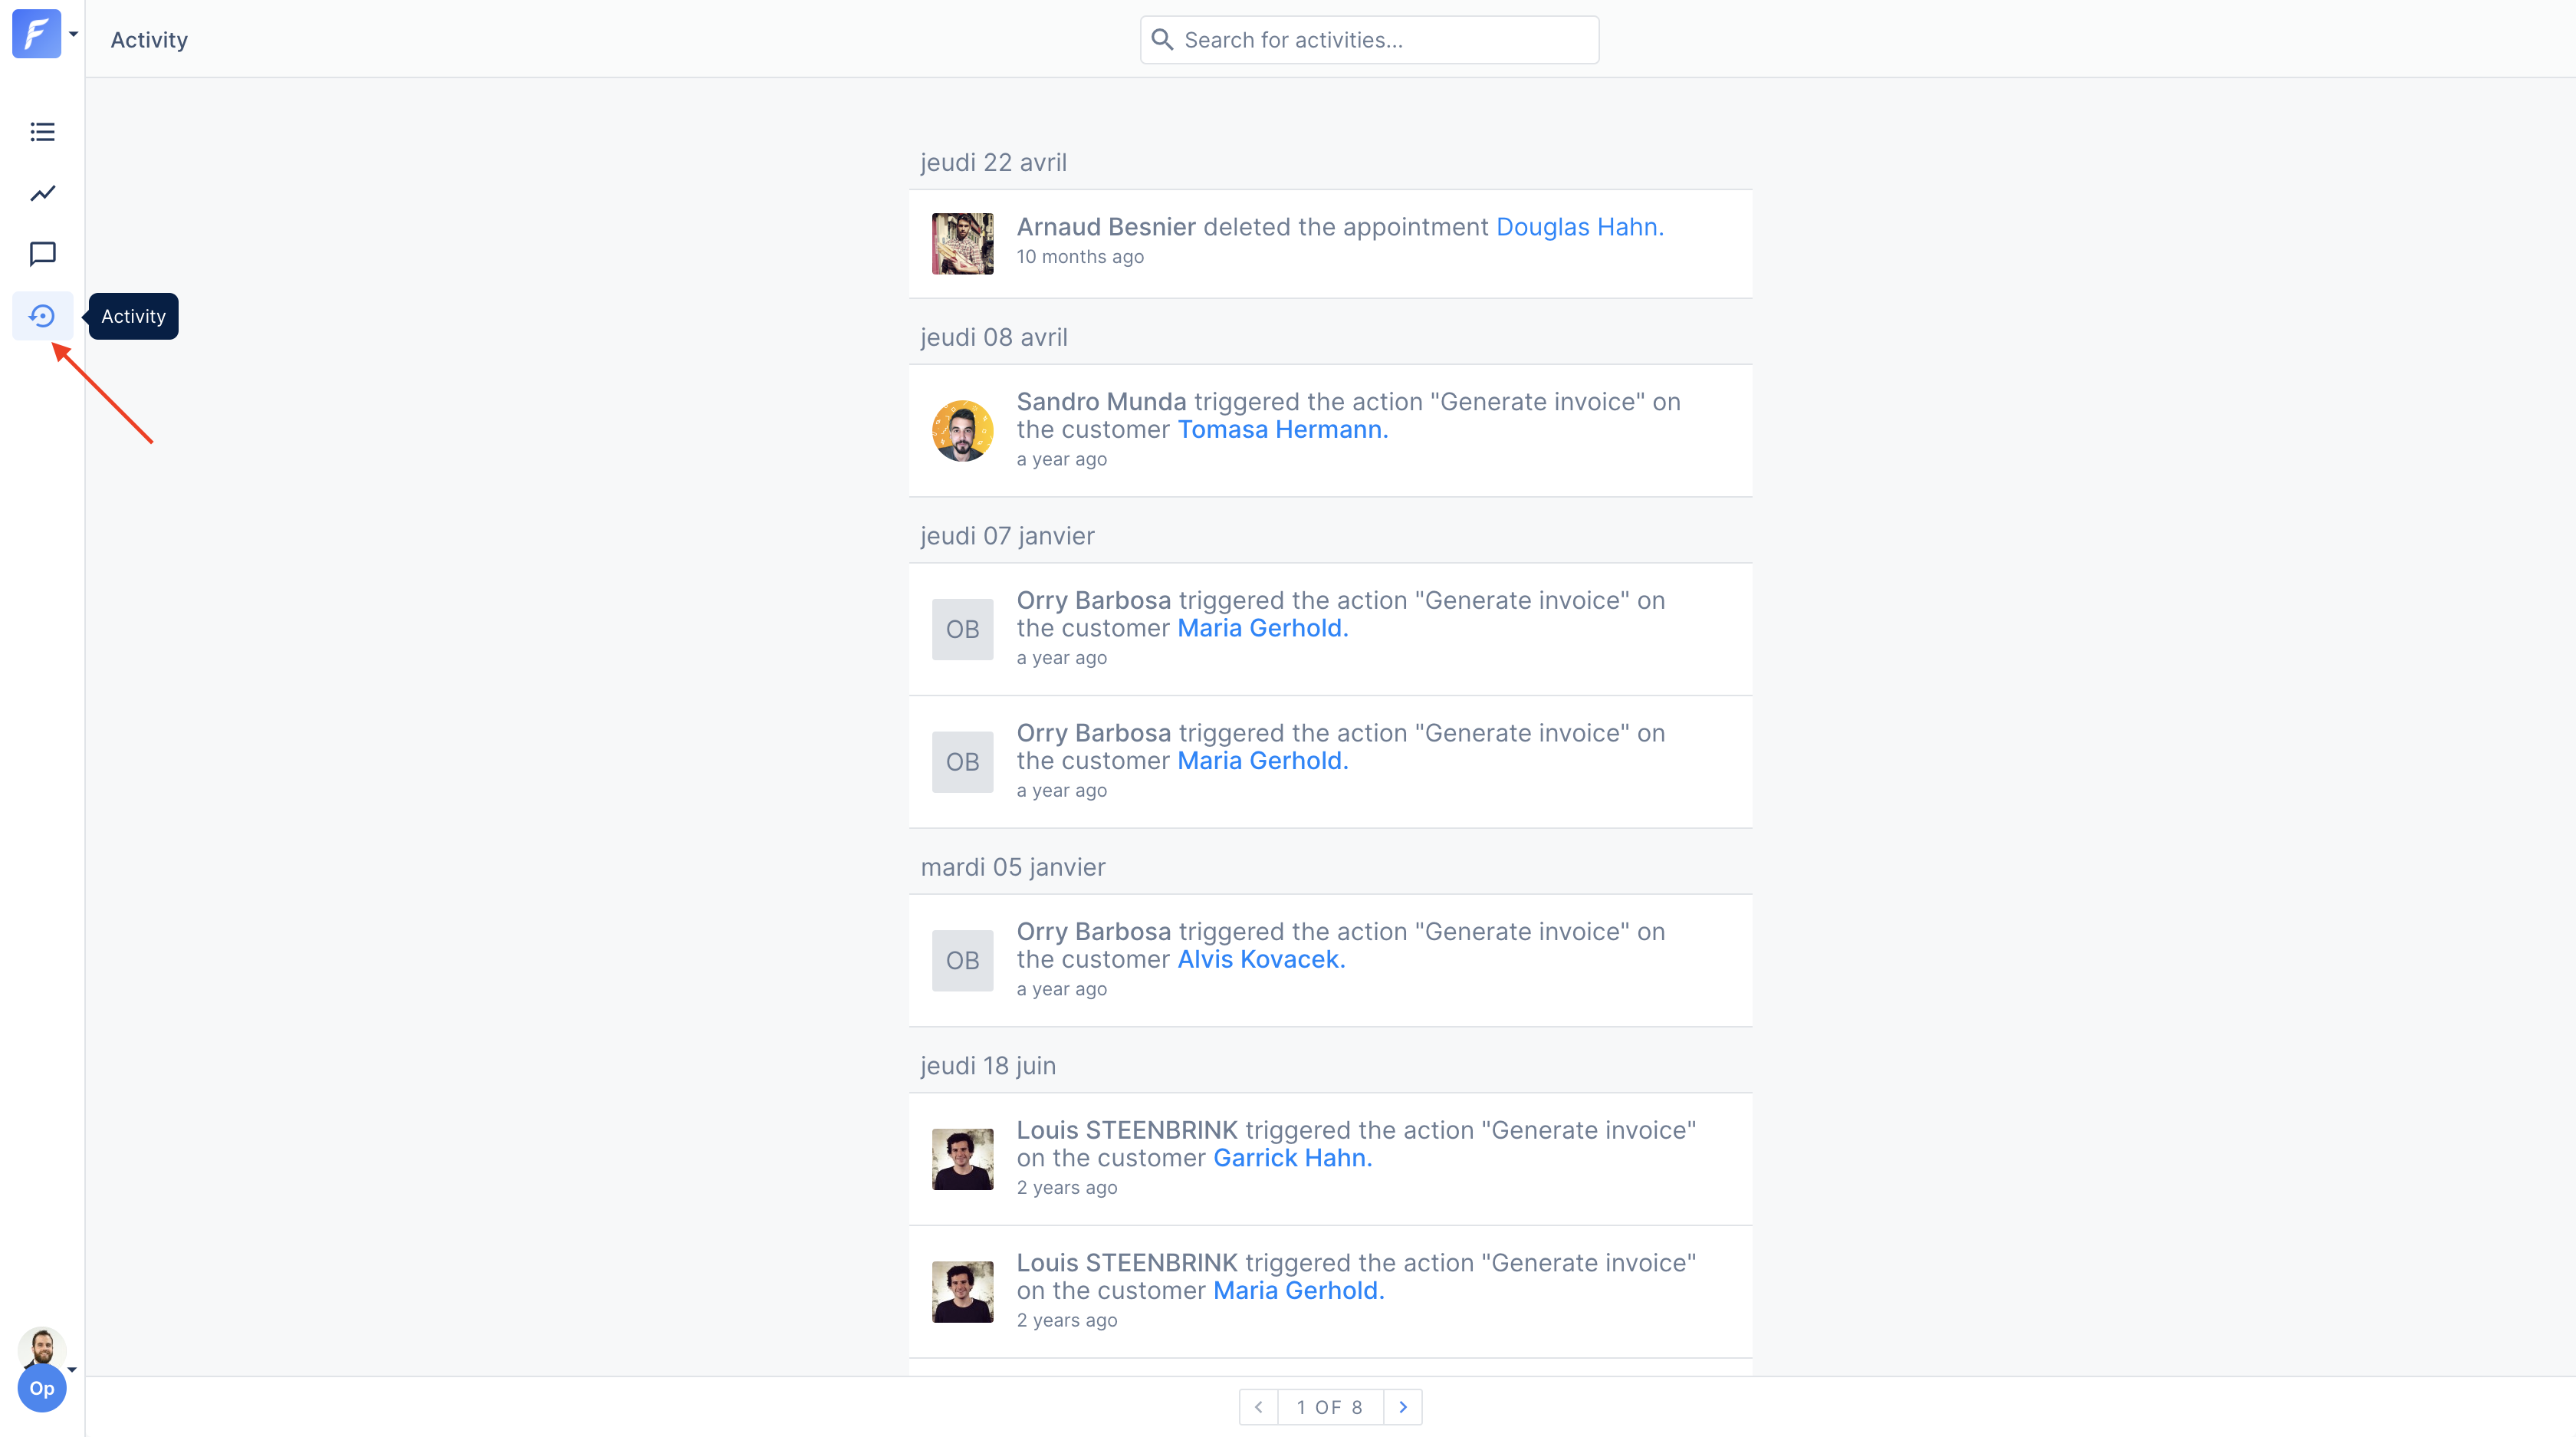 Activity
Search for activities...
Activity
jeudi 22 avril
Arnaud Besnier deleted the appointment Douglas Hahn.
10 months ago
jeudi 08 avril
Sandro Munda triggered the action "Generate invoice" on
the customer Tomasa Hermann.
a year ago
jeudi 07 janvier
OB
Orry Barbosa triggered the action "Generate invoice" on
the customer Maria Gerhold.
a year ago
OB
Orry Barbosa triggered the action "Generate invoice" on
the customer Maria Gerhold.
a year ago
mardi 05 janvier
OB
Orry Barbosa triggered the action "Generate invoice" on
the customer Alvis Kovacek.
a year ago
jeudi 18 juin
Louis STEENBRINK triggered the action "Generate invoice"
on the customer Garrick Hahn.
2 years ago
Louis STEENBRINK triggered the action "Generate invoice"
on the customer Maria Gerhold.
2 years ago
Op
1 OF 8